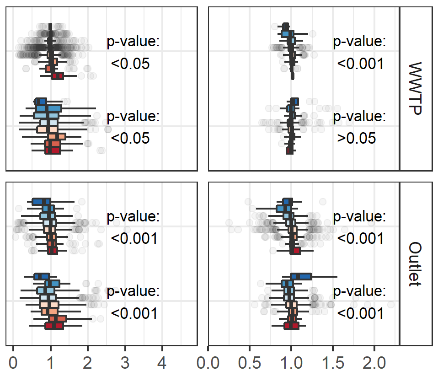 p-value:
<0.05
p-value:
<0.001
p-value:
<0.05
p-value:
>0.05
WWTP
p-value:
<0.001
p-value:
<0.001
p-value:
<0.001
p-value:
<0.001
Outlet
0 1 2 3 4
0.0 0.5 1.0 1.5 2.0